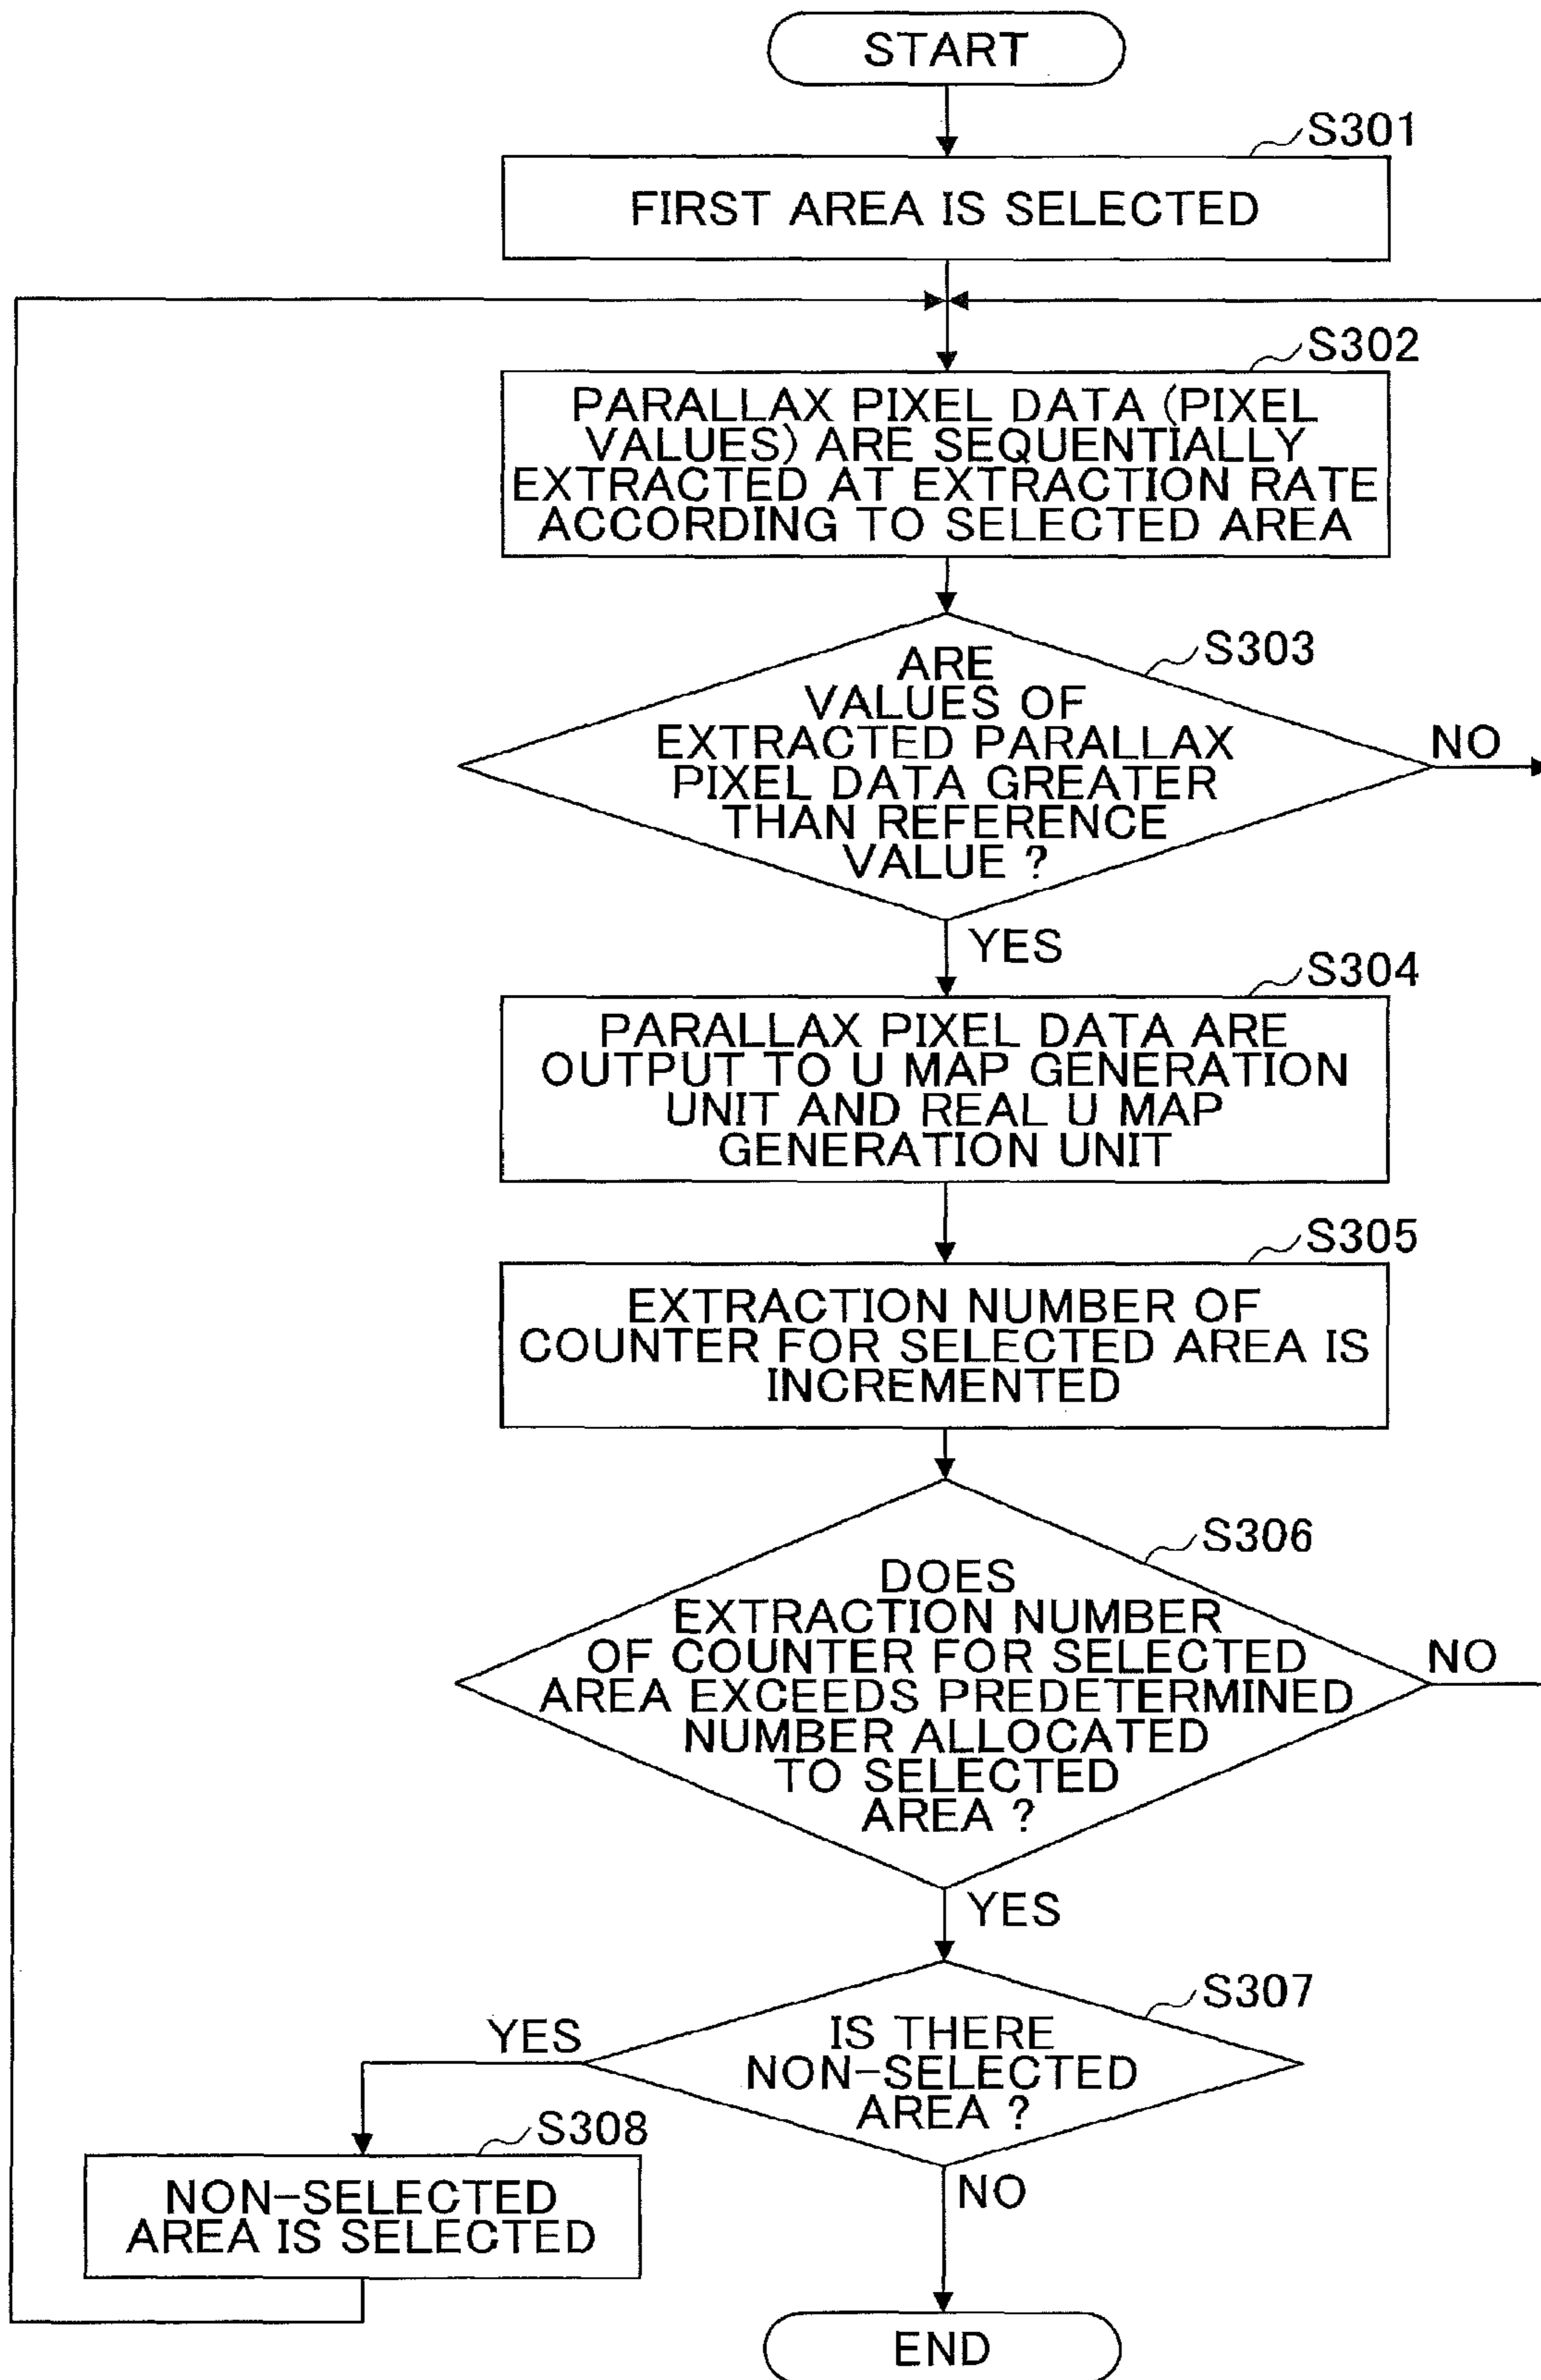 START
S301
FIRST AREA IS SELECTED
S302
PARALLAX PIXEL DATA (PIXEL
VALUES) ARE SEQUENTIALLY
EXTRACTED AT EXTRACTION RATE
ACCORDING TO SELECTED AREA
S303
ARE
VALUES OF
EXTRACTED PARALLAX
PIXEL DATA GREATER
THAN REFERENCE
VALUE ?
NO
YES
S304
PARALLAX PIXEL DATA ARE
OUTPUT TO U MAP GENERATION
UNIT AND REAL U MAP
GENERATION UNIT
S305
EXTRACTION NUMBER OF
COUNTER FOR SELECTED AREA IS
INCREMENTED
S306
DOES
EXTRACTION NUMBER
OF COUNTER FOR SELECTED
AREA EXCEEDS PREDETERMINED
NUMBER ALLOCATED
TO SELECTED
AREA ?
NO
YES
S307
IS THERE
NON-SELECTED
AREA ?
YES
S308
NON-SELECTED
AREA IS SELECTED
NO
END